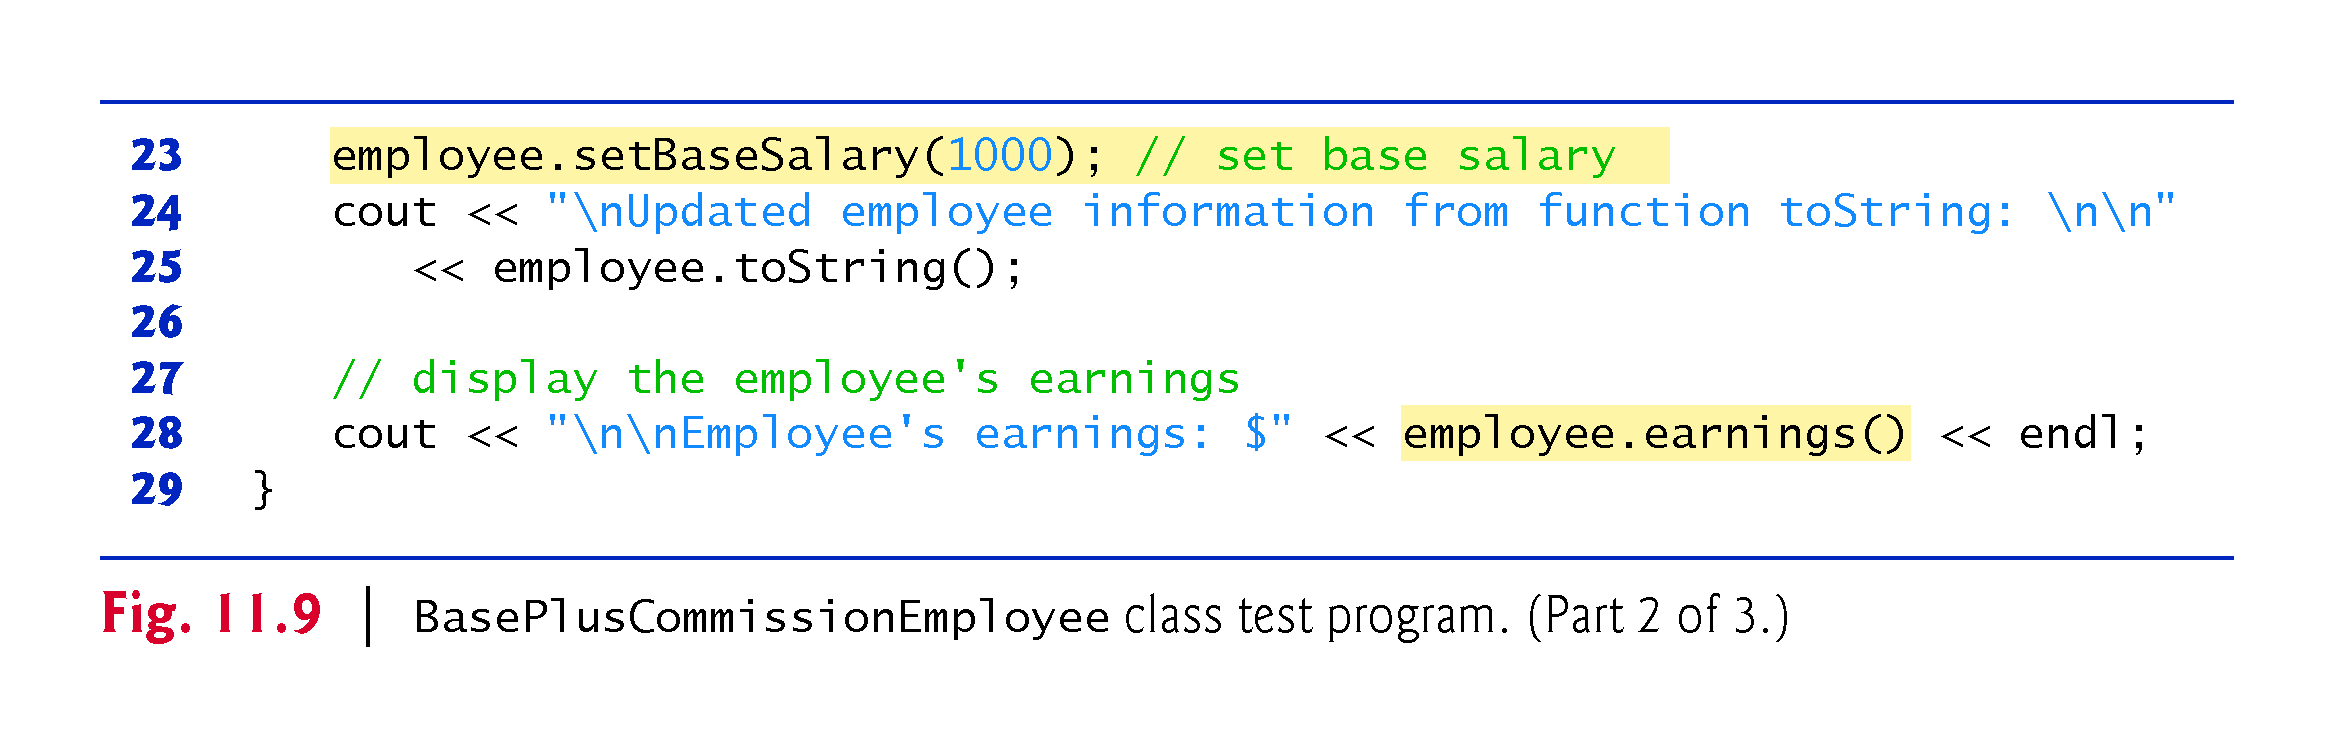 23 employee.setBaseSalary(1000); // set base salary
24 cout << "\nUpdated employee information from function toString: \n\n"
25 << employee.toString();
26
27 // display the employee's earnings
28 cout << "\n\nEmployee's earnings: $" << employee.earnings() << endl;
29 }
Fig. 11.9 | BasePlusCommissionEmployee class test program. (Part 2 of 3.)